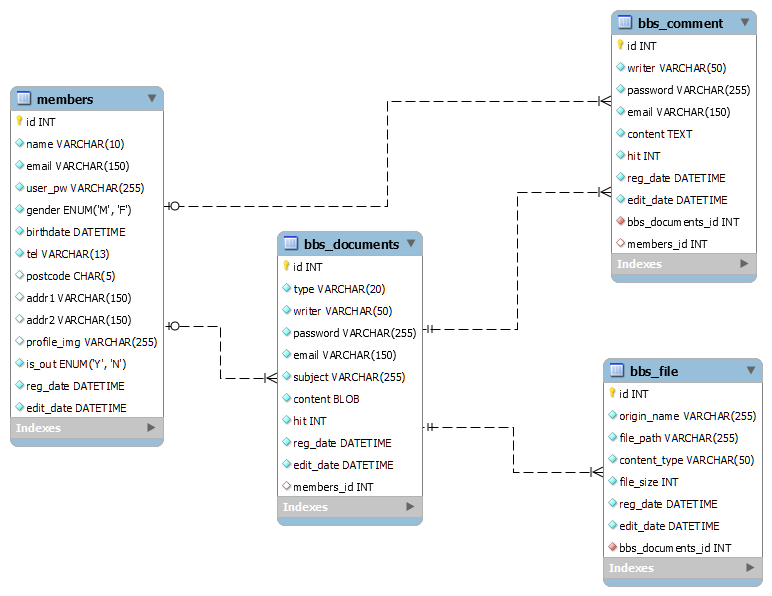 members
id INT
name VARCHAR(10)
email VARCHAR(150)
user_pw VARCHAR(255)
gender ENUM('M', 'F')
birthdate DATETIME
tel VARCHAR(13)
postcode CHAR(5)
addr1 VARCHAR(150)
addr2 VARCHAR(150)
profile_img VARCHAR(255)
is_out ENUM('Y', 'N')
reg_date DATETIME
edit_date DATETIME
Indexes
bbs_documents
id INT
type VARCHAR(20)
writer VARCHAR(50)
password VARCHAR(255)
email VARCHAR(150)
subject VARCHAR(255)
content BLOB
hit INT
reg_date DATETIME
edit_date DATETIME
members_id INT
Indexes
bbs_comment
id INT
writer VARCHAR(50)
password VARCHAR(255)
email VARCHAR(150)
content TEXT
hit INT
reg_date DATETIME
edit_date DATETIME
bbs_documents_id INT
members_id INT
Indexes
bbs_file
id INT
origin_name VARCHAR(255)
file_path VARCHAR(255)
content_type VARCHAR(50)
file_size INT
reg_date DATETIME
edit_date DATETIME
bbs_documents_id INT
Indexes